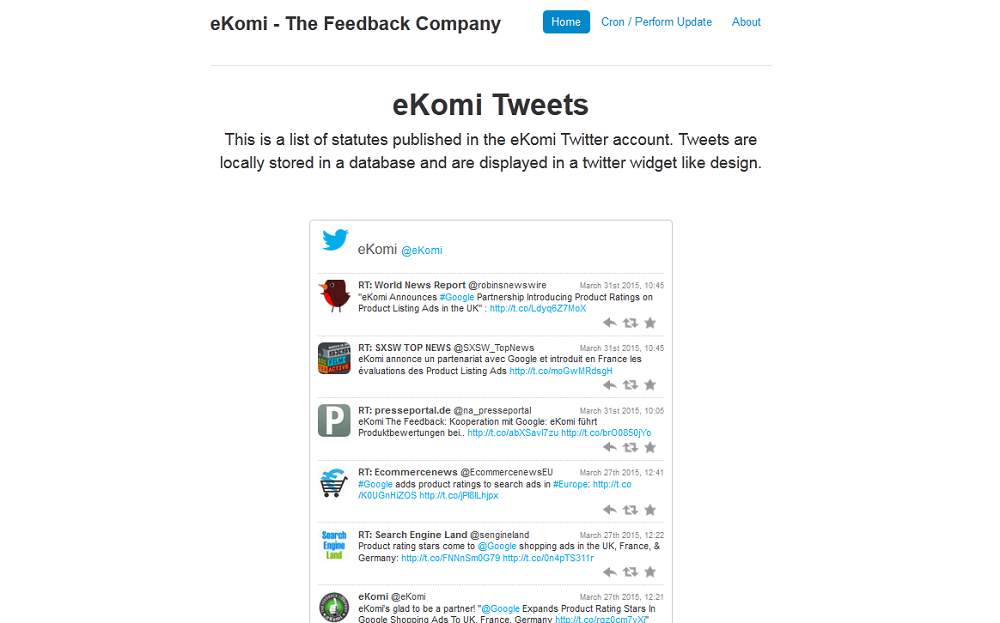 eKomi - The Feedback Company
Home
Cron / Perform Update
About
eKomi Tweets
This is a list of statutes published in the eKomi Twitter account. Tweets are
locally stored in a database and are displayed in a twitter widget like design.
eKomi @eKomi
RT: World News Report @robinsnewswire March 31st 2015, 10:45
"eKomi Announces #Google Partnership Introducing Product Ratings on
Product Listing Ads in the UK" : http://t.co/Ldyq6Z7MoX
SXSW
FILM
ACTIVE
RT: SXSW TOP NEWS @SXSW_TopNews March 31st 2015, 10:45
eKomi annonce un partenariat avec Google et introduit en France les
évaluations des Product Listing Ads http://t.co/moGwMRdsgH
P
RT: presseportal.de @na_presseportal March 31st 2015, 10:05
eKomi The Feedback: Kooperation mit Google: eKomi führt
Produktbewertungen bei.. http://t.co/abXSavI7zu http://t.co/brO0850jYo
RT: Ecommercenews @EcommercenewsEU March 27th 2015, 12:41
#Google adds product ratings to search ads in #Europe: http://t.co
/K0UGnHiZOS http://t.co/jPl8lLhjpx
Search
Engine
Land
RT: Search Engine Land @sengineland March 27th 2015, 12:22
Product rating stars come to @Google shopping ads in the UK, France, &
Germany: http://t.co/FNNnSm0G79 http://t.co/0n4pTS311r
eKomi @eKomi March 27th 2015, 12:21
eKomi's glad to be a partner! "@Google Expands Product Rating Stars In
Google Shopping Ads To UK, France, Germany http://t.co/rqz0cm7vXi"